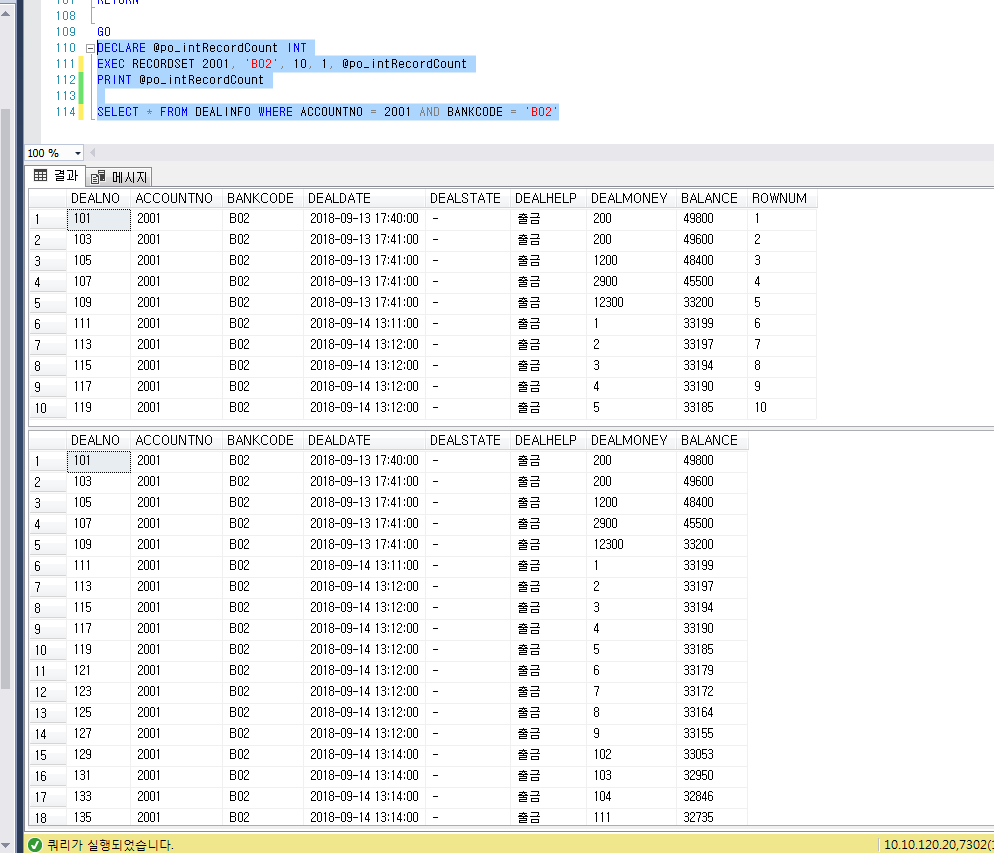 RETURN
108
109 GO
110 DECLARE @po_intRecordCount INT
111 EXEC RECORDSET 2001, 'B02', 10, 1, @po_intRecordCount
112 PRINT @po_intRecordCount
113
114 SELECT * FROM DEALINFO WHERE ACCOUNTNO = 2001 AND BANKCODE = 'B02'
100 %
결과 메시지
DEALNO ACCOUNTNO BANKCODE DEALDATE DEALSTATE DEALHELP DEALMONEY BALANCE ROWNUM
1 101 2001 B02 2018-09-13 17:40:00 - 출금 200 49800 1
2 103 2001 B02 2018-09-13 17:41:00 - 출금 200 49600 2
3 105 2001 B02 2018-09-13 17:41:00 - 출금 1200 48400 3
4 107 2001 B02 2018-09-13 17:41:00 - 출금 2900 45500 4
5 109 2001 B02 2018-09-13 17:41:00 - 출금 12300 33200 5
6 111 2001 B02 2018-09-14 13:11:00 - 출금 1 33199 6
7 113 2001 B02 2018-09-14 13:12:00 - 출금 2 33197 7
8 115 2001 B02 2018-09-14 13:12:00 - 출금 3 33194 8
9 117 2001 B02 2018-09-14 13:12:00 - 출금 4 33190 9
10 119 2001 B02 2018-09-14 13:12:00 - 출금 5 33185 10
DEALNO ACCOUNTNO BANKCODE DEALDATE DEALSTATE DEALHELP DEALMONEY BALANCE
1 101 2001 B02 2018-09-13 17:40:00 - 출금 200 49800
2 103 2001 B02 2018-09-13 17:41:00 - 출금 200 49600
3 105 2001 B02 2018-09-13 17:41:00 - 출금 1200 48400
4 107 2001 B02 2018-09-13 17:41:00 - 출금 2900 45500
5 109 2001 B02 2018-09-13 17:41:00 - 출금 12300 33200
6 111 2001 B02 2018-09-14 13:11:00 - 출금 1 33199
7 113 2001 B02 2018-09-14 13:12:00 - 출금 2 33197
8 115 2001 B02 2018-09-14 13:12:00 - 출금 3 33194
9 117 2001 B02 2018-09-14 13:12:00 - 출금 4 33190
10 119 2001 B02 2018-09-14 13:12:00 - 출금 5 33185
11 121 2001 B02 2018-09-14 13:12:00 - 출금 6 33179
12 123 2001 B02 2018-09-14 13:12:00 - 출금 7 33172
13 125 2001 B02 2018-09-14 13:12:00 - 출금 8 33164
14 127 2001 B02 2018-09-14 13:12:00 - 출금 9 33155
15 129 2001 B02 2018-09-14 13:14:00 - 출금 102 33053
16 131 2001 B02 2018-09-14 13:14:00 - 출금 103 32950
17 133 2001 B02 2018-09-14 13:14:00 - 출금 104 32846
18 135 2001 B02 2018-09-14 13:14:00 - 출금 111 32735
쿼리가 실행되었습니다. 10.10.120.20,7302(1